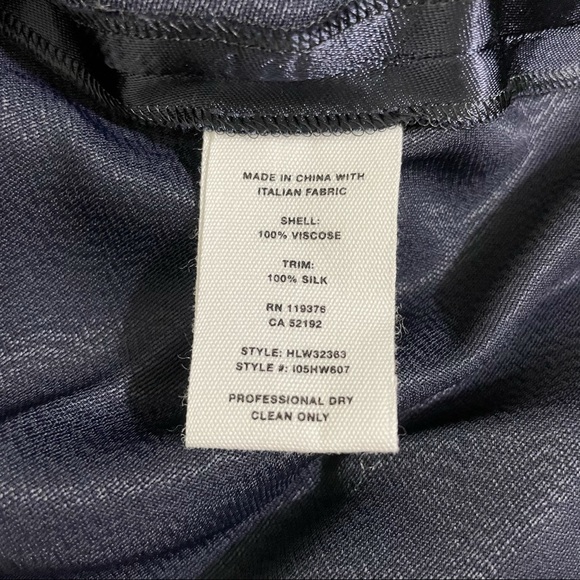 MADE IN CHINA WITH
ITALIAN FABRIC
SHELL:
100% VISCOSE
TRIM:
100% SILK
RN 119376
CA 52192
STYLE: HLW32363
STYLE #: I05HW607
PROFESSIONAL DRY
CLEAN ONLY